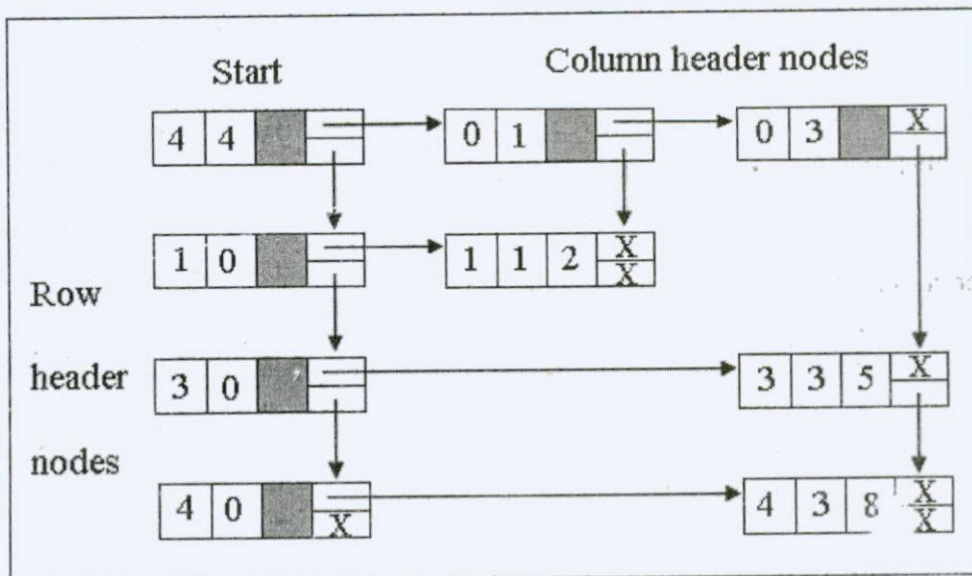 Start Column header nodes
4 4 0 1 0 3 X
1 0 1 1 2 X
X
Row
header
nodes
3 0 3 3 5 X
4 0 X 4 3 8 X
X